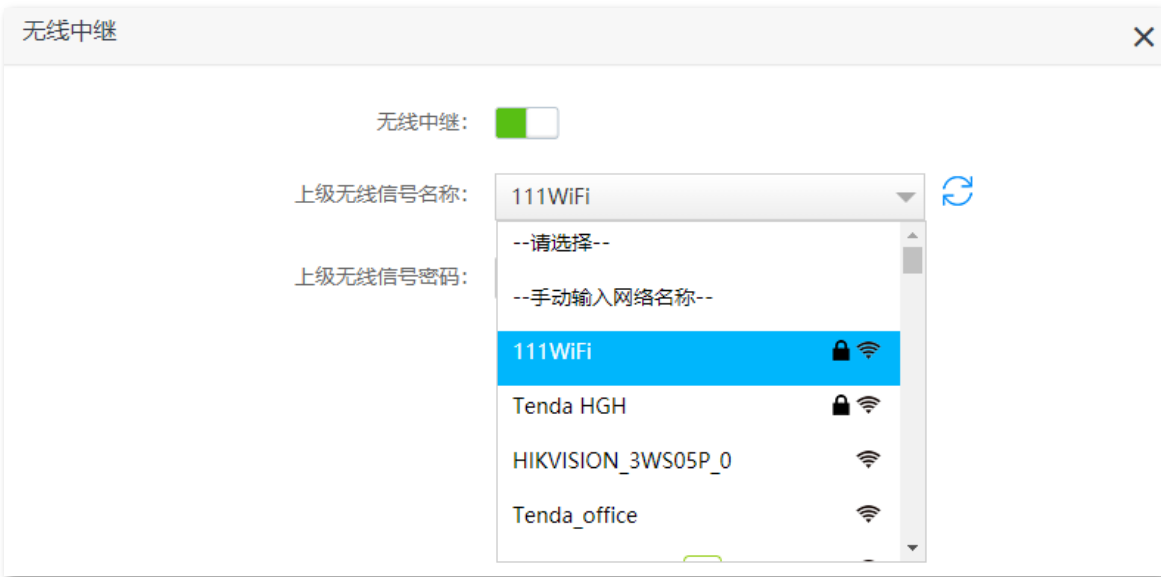 无线中继
无线中继：
上级无线信号名称：
111WiFi
--请选择--
上级无线信号密码：
--手动输入网络名称--
111WiFi
Tenda HGH
HIKVISION_3WS05P_0
Tenda_office